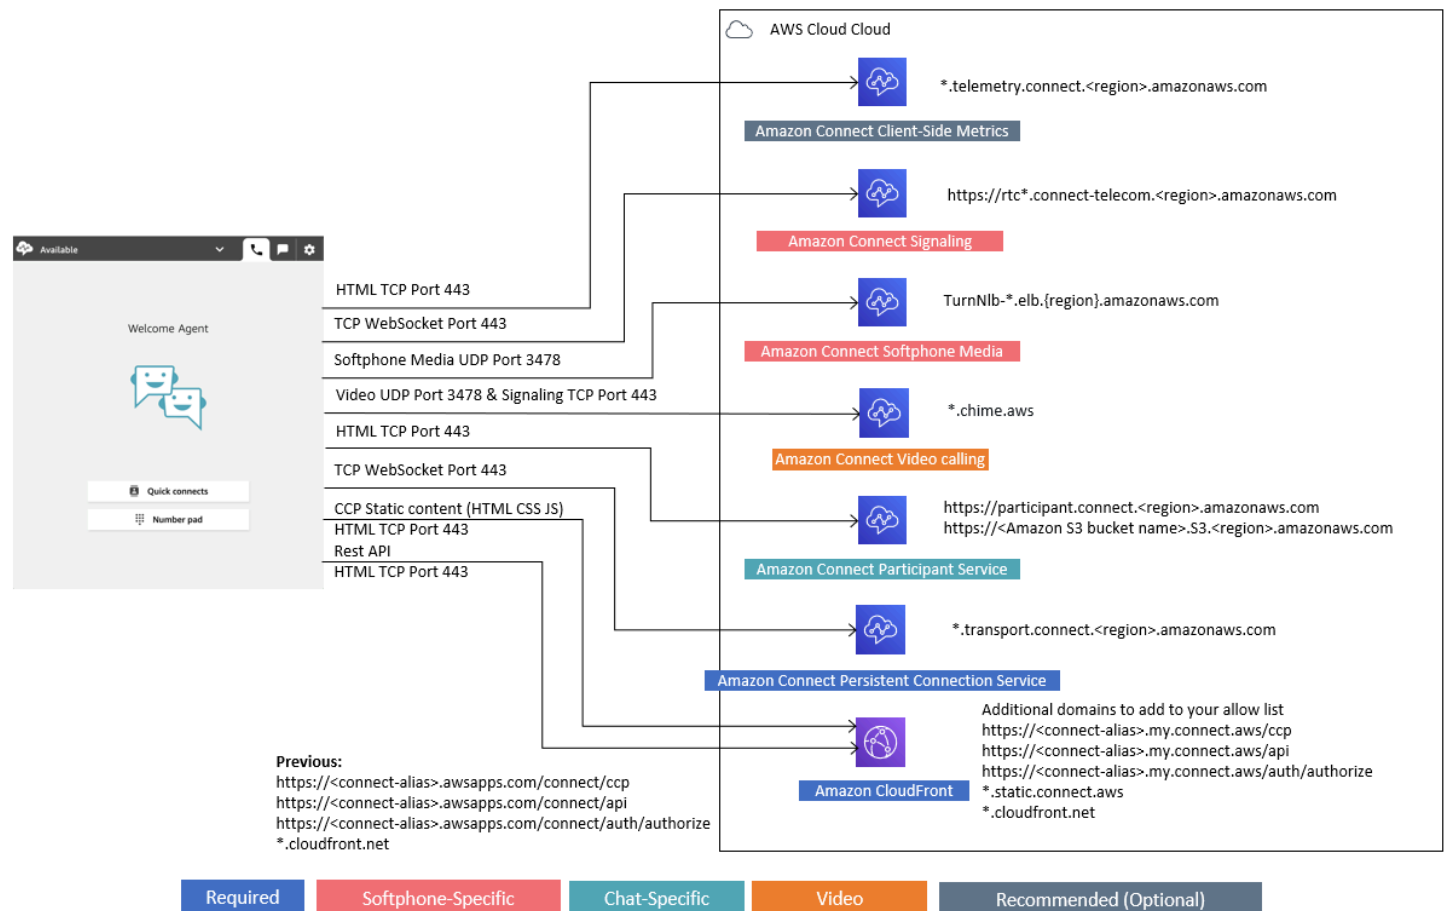 AWS Cloud Cloud
*.telemetry.connect.<region>.amazonaws.com
Amazon Connect Client-Side Metrics
https://rtc*.connect-telecom.<region>.amazonaws.com
Amazon Connect Signaling
TurnNlb-*.elb.{region}.amazonaws.com
Amazon Connect Softphone Media
*.chime.aws
Amazon Connect Video calling
https://participant.connect.<region>.amazonaws.com
https://<Amazon S3 bucket name>.S3.<region>.amazonaws.com
Amazon Connect Participant Service
*.transport.connect.<region>.amazonaws.com
Amazon Connect Persistent Connection Service
Additional domains to add to your allow list
https://<connect-alias>.my.connect.aws/ccp
https://<connect-alias>.my.connect.aws/api
https://<connect-alias>.my.connect.aws/auth/authorize
*.static.connect.aws
*.cloudfront.net
Amazon CloudFront
Available
Welcome Agent
Quick connects
Number pad
HTML TCP Port 443
TCP WebSocket Port 443
Softphone Media UDP Port 3478
Video UDP Port 3478 & Signaling TCP Port 443
HTML TCP Port 443
TCP WebSocket Port 443
CCP Static content (HTML CSS JS)
HTML TCP Port 443
Rest API
HTML TCP Port 443
Previous:
https://<connect-alias>.awsapps.com/connect/ccp
https://<connect-alias>.awsapps.com/connect/api
https://<connect-alias>.awsapps.com/connect/auth/authorize
*.cloudfront.net
Required
Softphone-Specific
Chat-Specific
Video
Recommended (Optional)